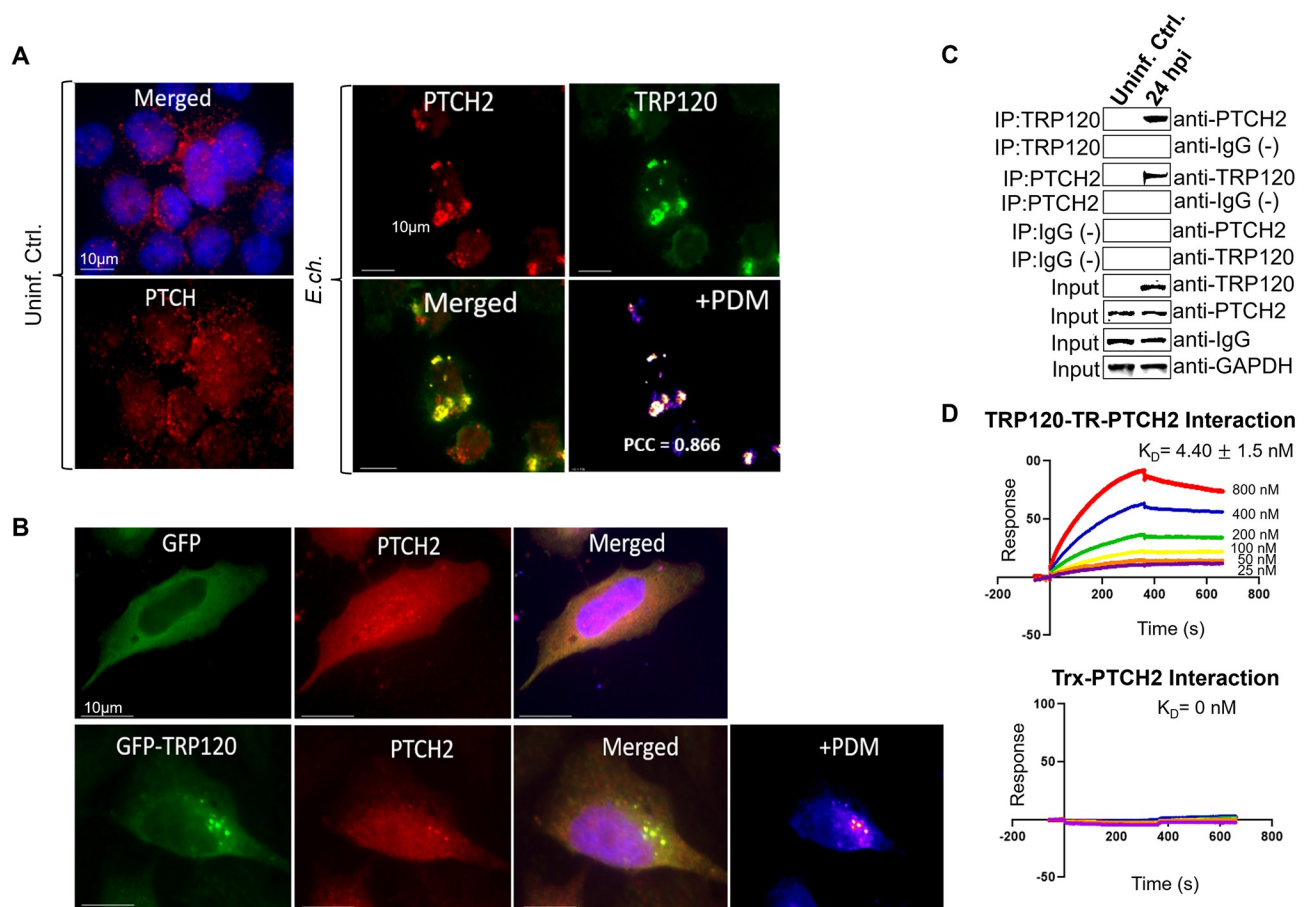 A
Uninf. Ctrl.
Merged
10µm
PTCH
E.ch.
PTCH2
10µm
TRP120
Merged
+PDM
PCC = 0.866
B
GFP
10µm
PTCH2
Merged
GFP-TRP120
PTCH2
Merged
+PDM
C
Uninf. Ctrl.
24 hpi
IP:TRP120 anti-PTCH2
IP:TRP120 anti-IgG (-)
IP:PTCH2 anti-TRP120
IP:PTCH2 anti-IgG (-)
IP:IgG (-) anti-PTCH2
IP:IgG (-) anti-TRP120
Input anti-TRP120
Input anti-PTCH2
Input anti-IgG
Input anti-GAPDH
D
TRP120-TR-PTCH2 Interaction
KD= 4.40 ± 1.5 nM
Response
00
50
-50
-200 200 400 600 800
800 nM
400 nM
200 nM
100 nM
50 nM
25 nM
Time (s)
Trx-PTCH2 Interaction
KD= 0 nM
Response
100
50
0
-50
-200 200 400 600 800
Time (s)